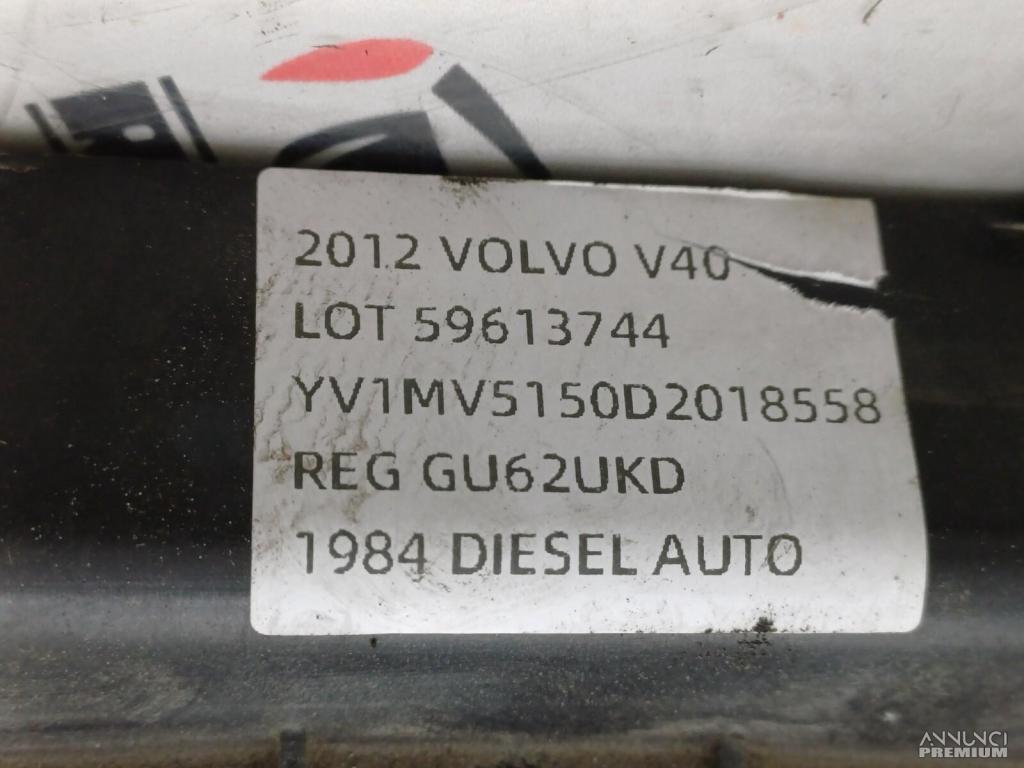 2012 VOLVO V40
LOT 59613744
YV1MV5150D2018558
REG GU62UKD
1984 DIESEL AUTO
ANNUNCI
PREMIUM